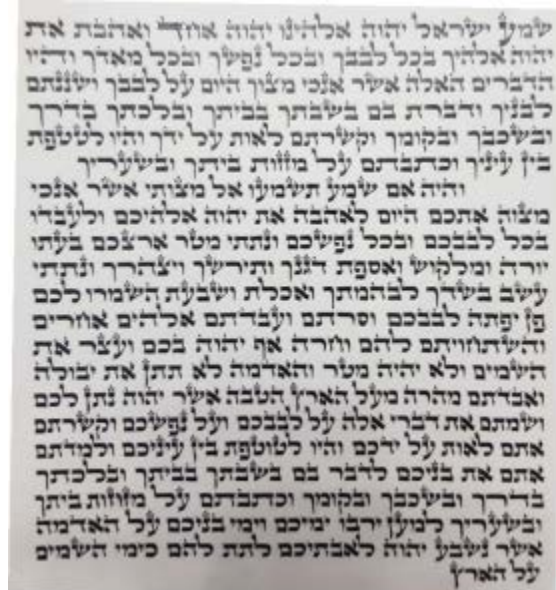 שמע ישראל יהוה אלהינו יהוה אחד ואהבת את
יהוה אלהיך בכל לבבך ובכל נפשך ובכל מאדך והיו
הדברים האלה אשר אנכי מצוך היום על לבבך ושננתם
לבניך ודברת בם בשבתך בביתך ובלכתך בדרך
ובשכבך ובקומך וקשרתם לאות על ידך והיו לטטפת
בין עיניך וכתבתם על מזזות ביתך ובשעריך
והיה אם שמע תשמעו אל מצותי אשר אנכי
מצוה אתכם היום לאהבה את יהוה אלהיכם ולעבדו
בכל לבבכם ובכל נפשכם ונתתי מטר ארצכם בעתו
יורה ומלקוש ואספת דגנך ותירשך ויצהרך ונתתי
עשב בשדך לבהמתך ואכלת ושבעת השמרו לכם
פן יפתה לבבכם וסרתם ועבדתם אלהים אחרים
והשתחויתם להם וחרה אף יהוה בכם ועצר את
השמים ולא יהיה מטר והאדמה לא תתן את יבולה
ואבדתם מהרה מעל הארץ הטבה אשר יהוה נתן לכם
ושמתם את דברי אלה על לבבכם ועל נפשכם וקשרתם
אתם לאות על ידכם והיו לטוטפת בין עיניכם ולמדתם
אתם את בניכם לדבר בם בשבתך בביתך ובלכתך
בדרך ובשכבך ובקומך וכתבתם על מזוזות ביתך
ובשעריך למען ירבו ימיכם וימי בניכם על האדמה
אשר נשבע יהוה לאבתיכם לתת להם כימי השמים
על הארץ